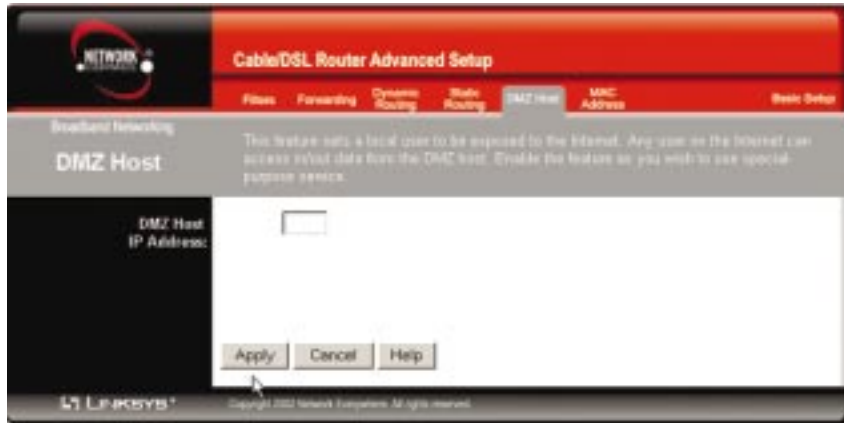 NETWORK
Cable/DSL Router Advanced Setup
Filters Forwarding Dynamic Routing Static Routing DMZ Host MAC Address Basic Setup
Broadband Networking
DMZ Host
This feature sets a local user to be exposed to the Internet. Any user on the Internet can
access in/out data from the DMZ host. Enable the feature as you wish to use special-
purpose service.
DMZ Host
IP Address:
Apply Cancel Help
LINKSYS®
Copyright 2002 Network Everywhere. All rights reserved.